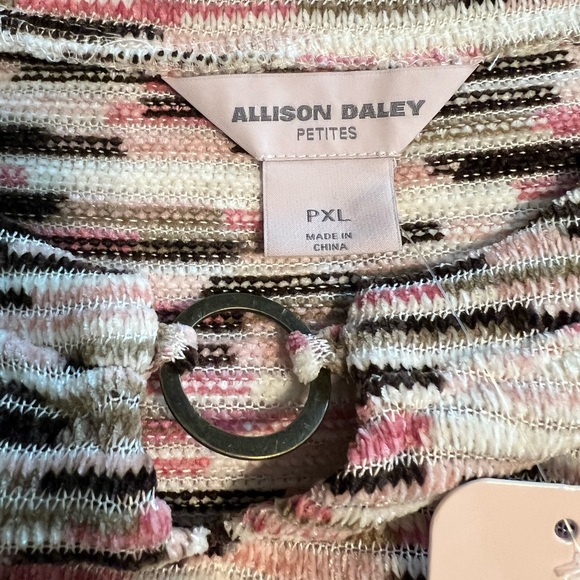 ALLISON DALEY
PETITES
PXL
MADE IN
CHINA